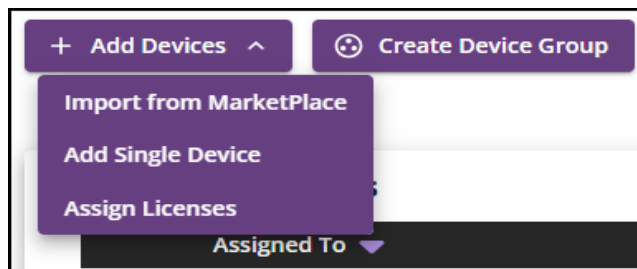 + Add Devices
Create Device Group
Import from MarketPlace
Add Single Device
Assign Licenses
Assigned To